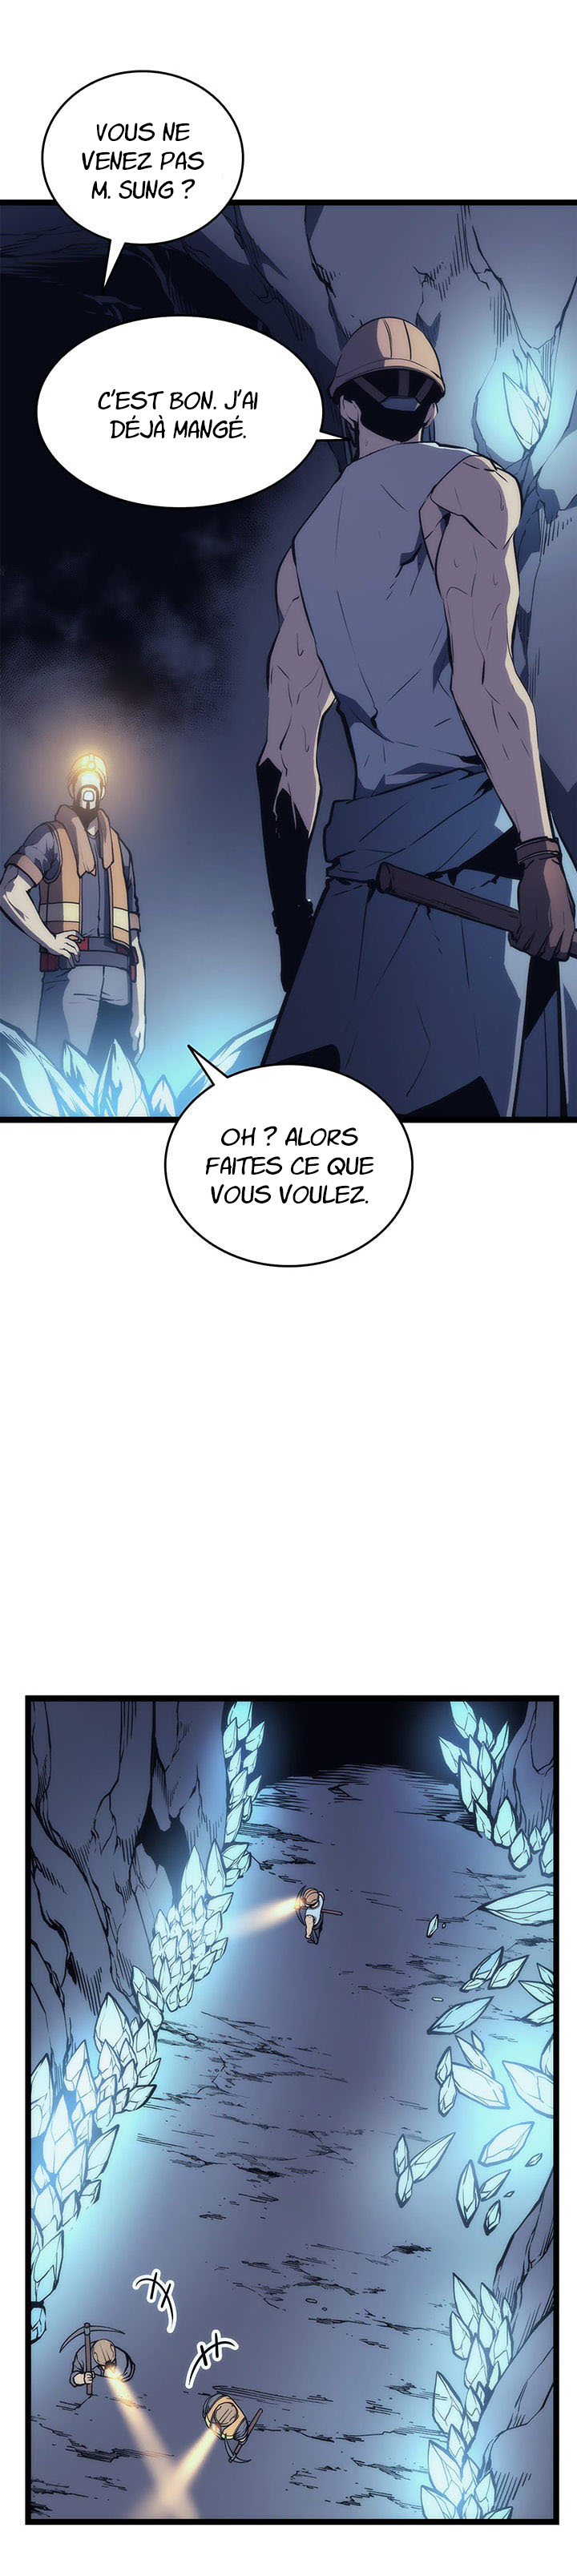 VOUS NE
VENEZ PAS
M. SUNG ?
C'EST BON. J'AI
DÉJÀ MANGÉ.
OH ? ALORS
FAITES CE QUE
VOUS VOULEZ.